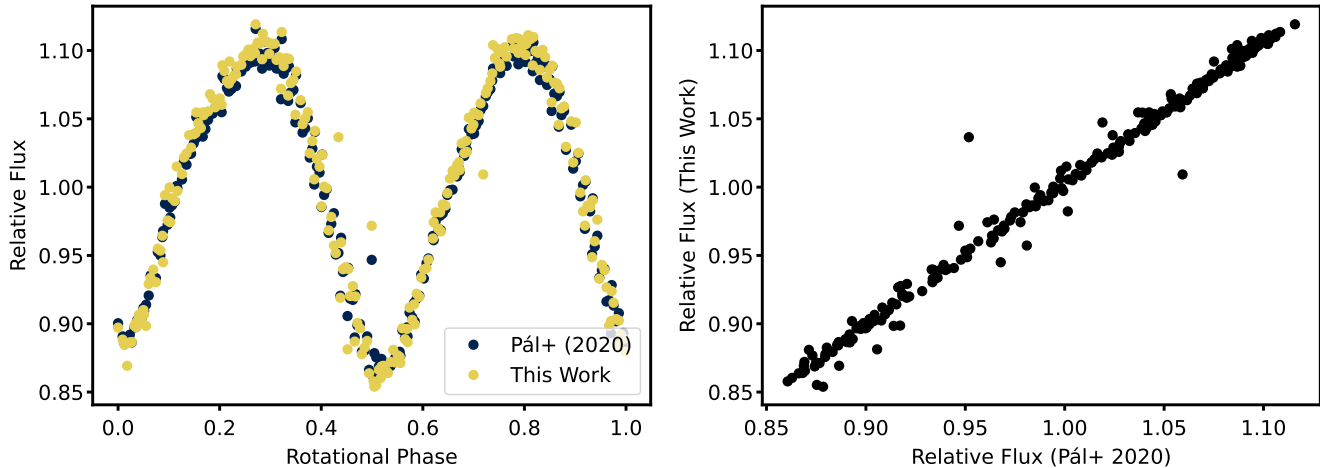 Relative Flux
1.10
1.05
1.00
0.95
0.90
0.85
0.0 0.2 0.4 0.6 0.8 1.0
Rotational Phase
Pál+ (2020)
This Work
Relative Flux (This Work)
1.10
1.05
1.00
0.95
0.90
0.85
0.85 0.90 0.95 1.00 1.05 1.10
Relative Flux (Pál+ 2020)